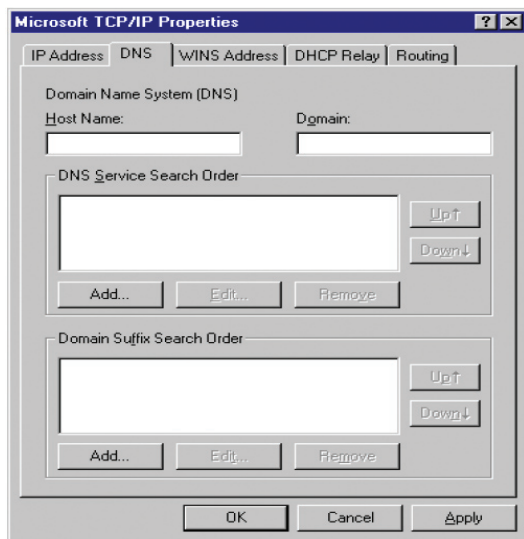 Microsoft TCP/IP Properties ? X
IP Address DNS WINS Address DHCP Relay Routing
Domain Name System (DNS)
Host Name: Domain:
DNS Service Search Order
Up↑
Down↓
Add... Edit... Remove
Domain Suffix Search Order
Up↑
Down↓
Add... Edit... Remove
OK Cancel Apply